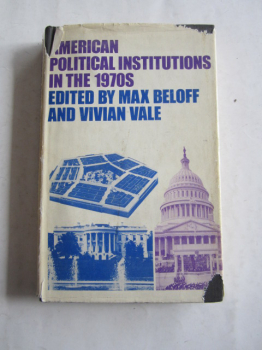 AMERICAN
POLITICAL INSTITUTIONS
IN THE 1970S
EDITED BY MAX BELOFF
AND VIVIAN VALE